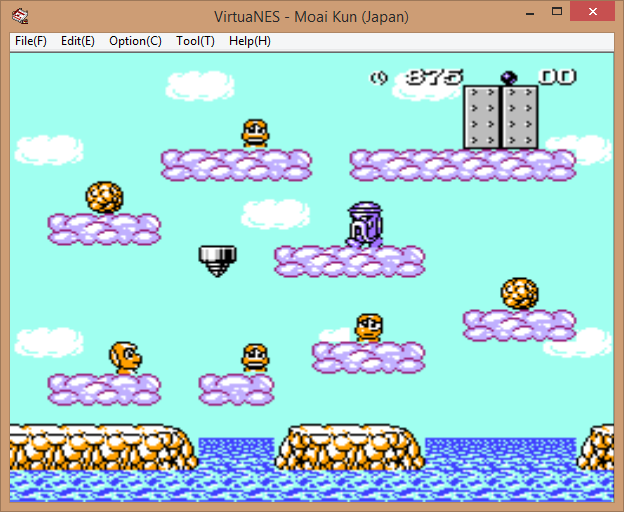 VirtuaNES - Moai Kun (Japan)
File(F) Edit(E) Option(C) Tool(T) Help(H)
875 00